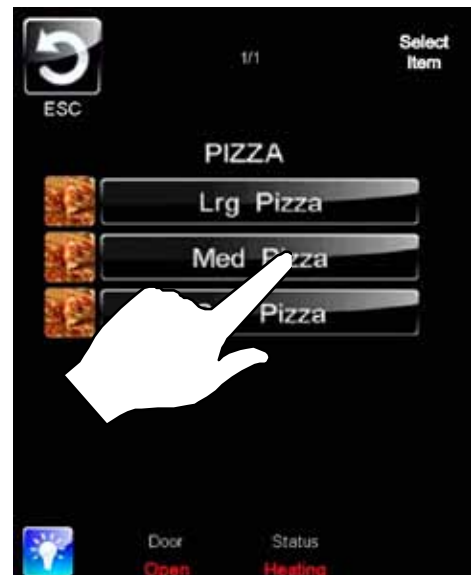 1/1
Select
Item
ESC
PIZZA
Lrg Pizza
Med Pizza
Pizza
Door
Status
Open
Heating